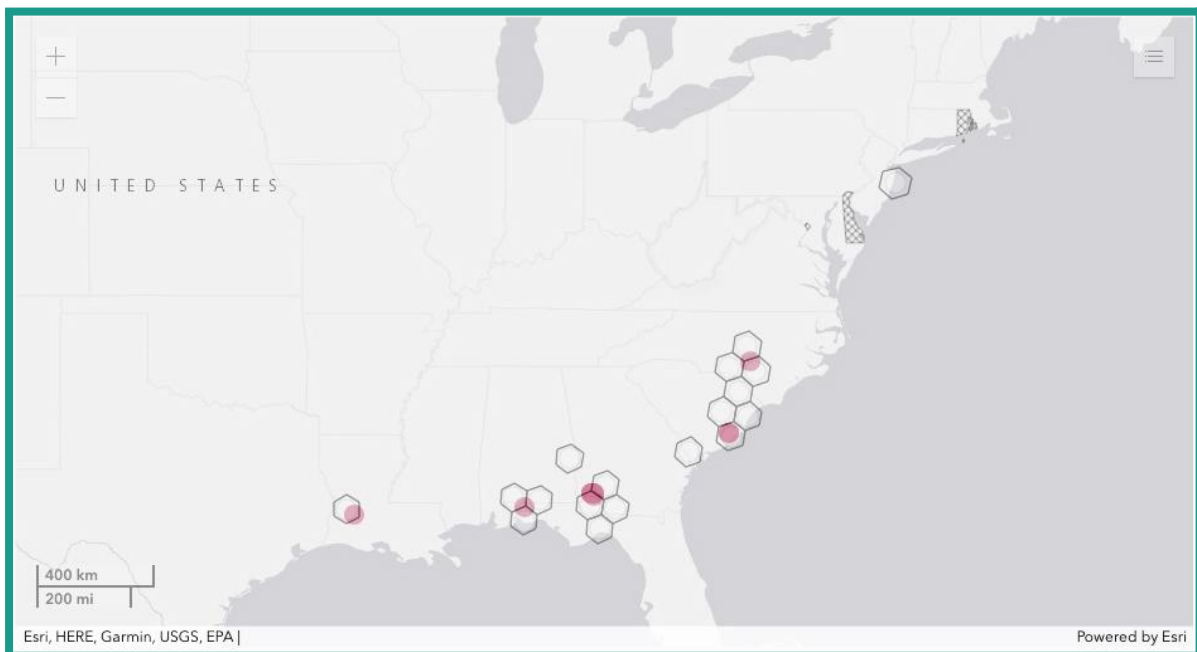 UNITED STATES
400 km
200 mi
Esri, HERE, Garmin, USGS, EPA |
Powered by Esri